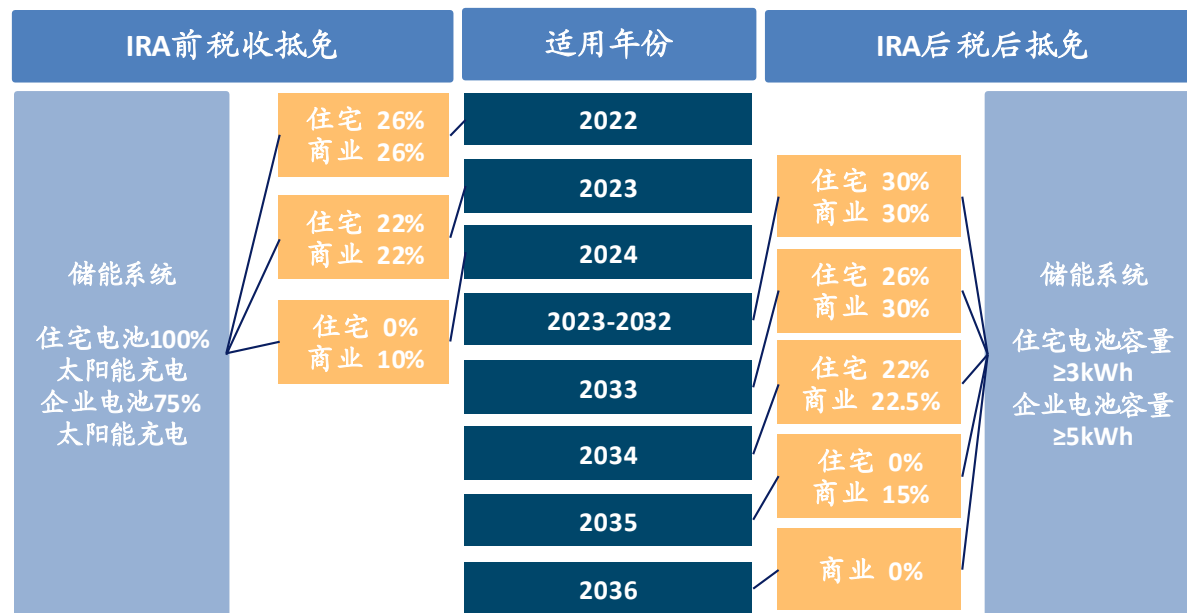 IRA前税收抵免
适用年份
IRA后税后抵免
储能系统
住宅电池100%
太阳能充电
企业电池75%
太阳能充电
住宅 26%
商业 26%
住宅 22%
商业 22%
住宅 0%
商业 10%
2022
2023
2024
2023-2032
2033
2034
2035
2036
住宅 30%
商业 30%
住宅 26%
商业 30%
住宅 22%
商业 22.5%
住宅 0%
商业 15%
商业 0%
储能系统
住宅电池容量
≥3kWh
企业电池容量
≥5kWh